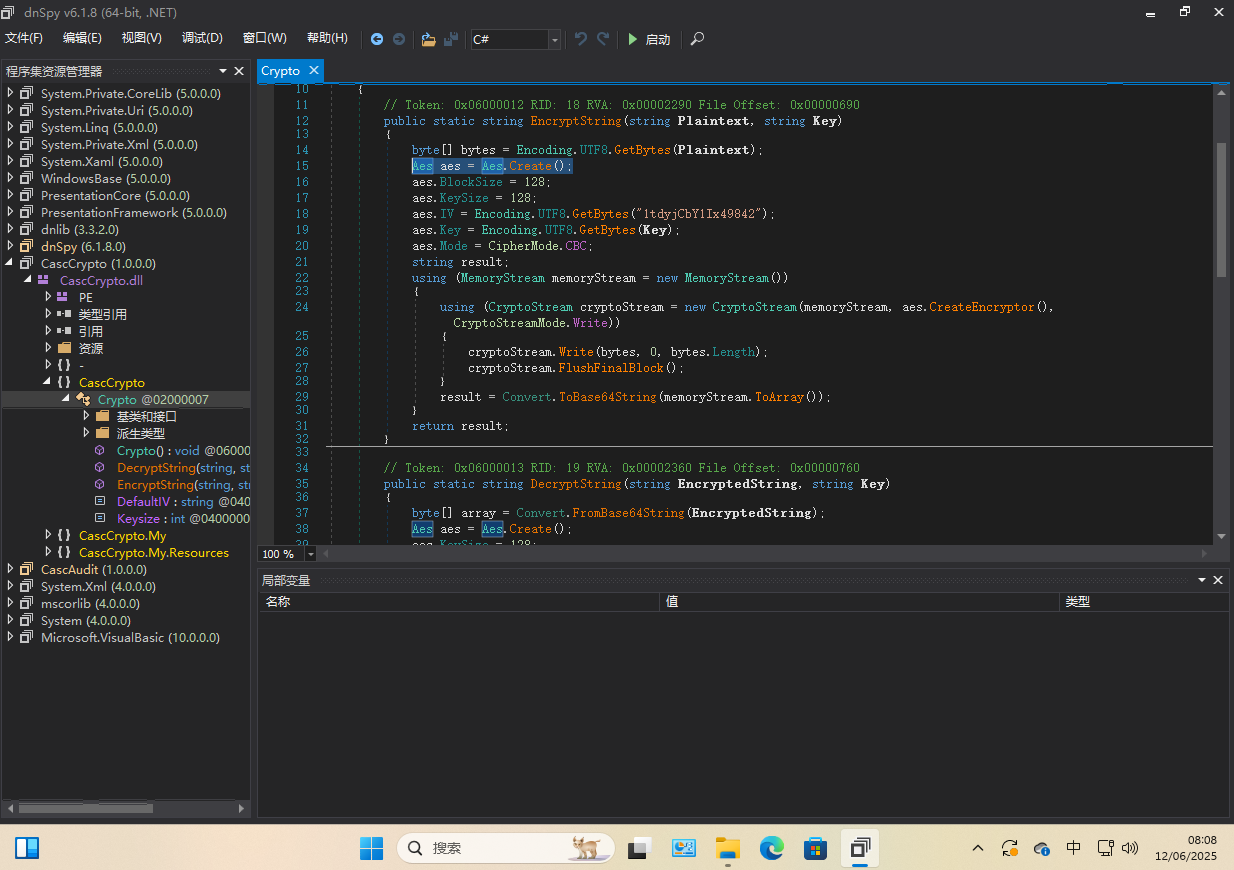 dnSpy v6.1.8 (64-bit, .NET)
文件(F) 编辑(E) 视图(V) 调试(D) 窗口(W) 帮助(H) C# 启动
程序集资源管理器
System.Private.CoreLib (5.0.0.0)
System.Private.Uri (5.0.0.0)
System.Linq (5.0.0.0)
System.Private.Xml (5.0.0.0)
System.Xaml (5.0.0.0)
WindowsBase (5.0.0.0)
PresentationCore (5.0.0.0)
PresentationFramework (5.0.0.0)
dnlib (3.3.2.0)
dnSpy (6.1.8.0)
CascCrypto (1.0.0.0)
CascCrypto.dll
PE
类型引用
引用
资源
{ } -
{ } CascCrypto
Crypto @02000007
基类和接口
派生类型
Crypto() : void @0600
DecryptString(string, st
EncryptString(string, str
DefaultIV : string @040
Keysize : int @0400000
{ } CascCrypto.My
{ } CascCrypto.My.Resources
CascAudit (1.0.0.0)
System.Xml (4.0.0.0)
mscorlib (4.0.0.0)
System (4.0.0.0)
Microsoft.VisualBasic (10.0.0.0)
Crypto
10 {
11 // Token: 0x06000012 RID: 18 RVA: 0x00002290 File Offset: 0x00000690
12 public static string EncryptString(string Plaintext, string Key)
13 {
14 byte[] bytes = Encoding.UTF8.GetBytes(Plaintext);
15 Aes aes = Aes.Create();
16 aes.BlockSize = 128;
17 aes.KeySize = 128;
18 aes.IV = Encoding.UTF8.GetBytes("1tdyjCbY1Ix49842");
19 aes.Key = Encoding.UTF8.GetBytes(Key);
20 aes.Mode = CipherMode.CBC;
21 string result;
22 using (MemoryStream memoryStream = new MemoryStream())
23 {
24 using (CryptoStream cryptoStream = new CryptoStream(memoryStream, aes.CreateEncryptor(),
CryptoStreamMode.Write))
25 {
26 cryptoStream.Write(bytes, 0, bytes.Length);
27 cryptoStream.FlushFinalBlock();
28 }
29 result = Convert.ToBase64String(memoryStream.ToArray());
30 }
31 return result;
32 }
33
34 // Token: 0x06000013 RID: 19 RVA: 0x00002360 File Offset: 0x00000760
35 public static string DecryptString(string EncryptedString, string Key)
36 {
37 byte[] array = Convert.FromBase64String(EncryptedString);
38 Aes aes = Aes.Create();
39 aes.KeySize = 128;
100 %
局部变量
名称 值 类型
搜索
中
08:08
12/06/2025